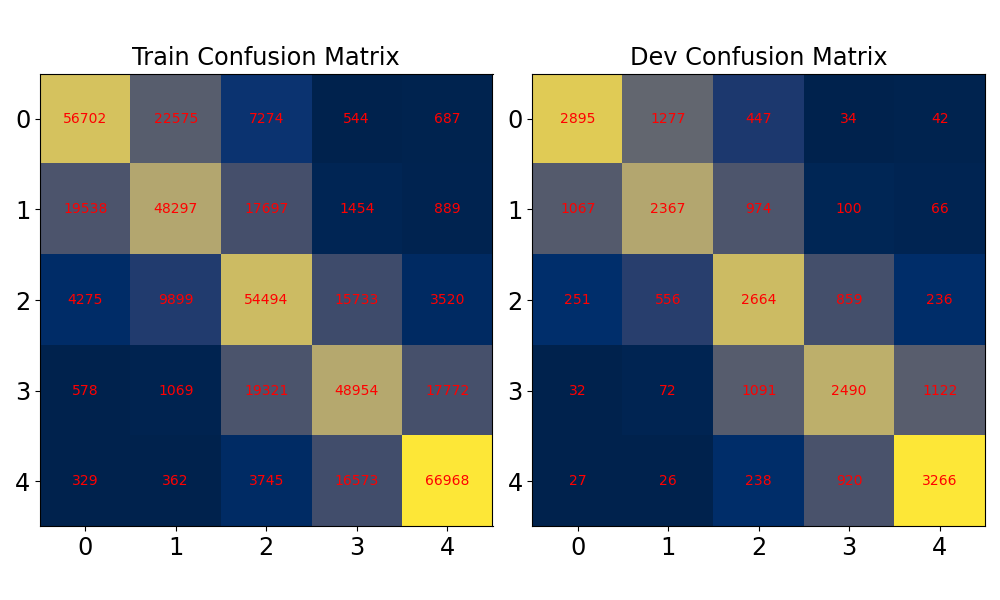 Train Confusion Matrix
Dev Confusion Matrix
0 56702 22575 7274 544 687
1 19538 48297 17697 1454 889
2 4275 9899 54494 3520
3 578 1069 19321 48954 17772
4 329 362 3745 16573 66968
0 1 2 3 4
0 2895 1277 447 34 42
1 1067 2367 974 100 66
2 251 556 2664 236
3 32 72 1091 2490 1122
4 27 26 238 920 3266
0 1 2 3 4